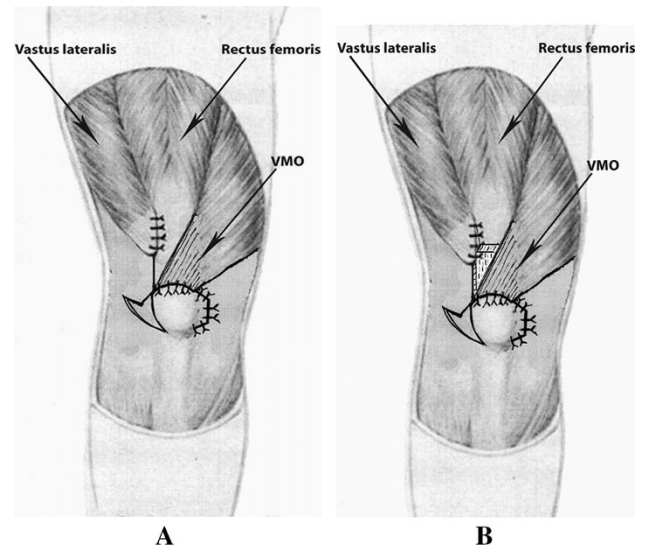 Vastus lateralis
Rectus femoris
VMO
A
Vastus lateralis
Rectus femoris
VMO
B